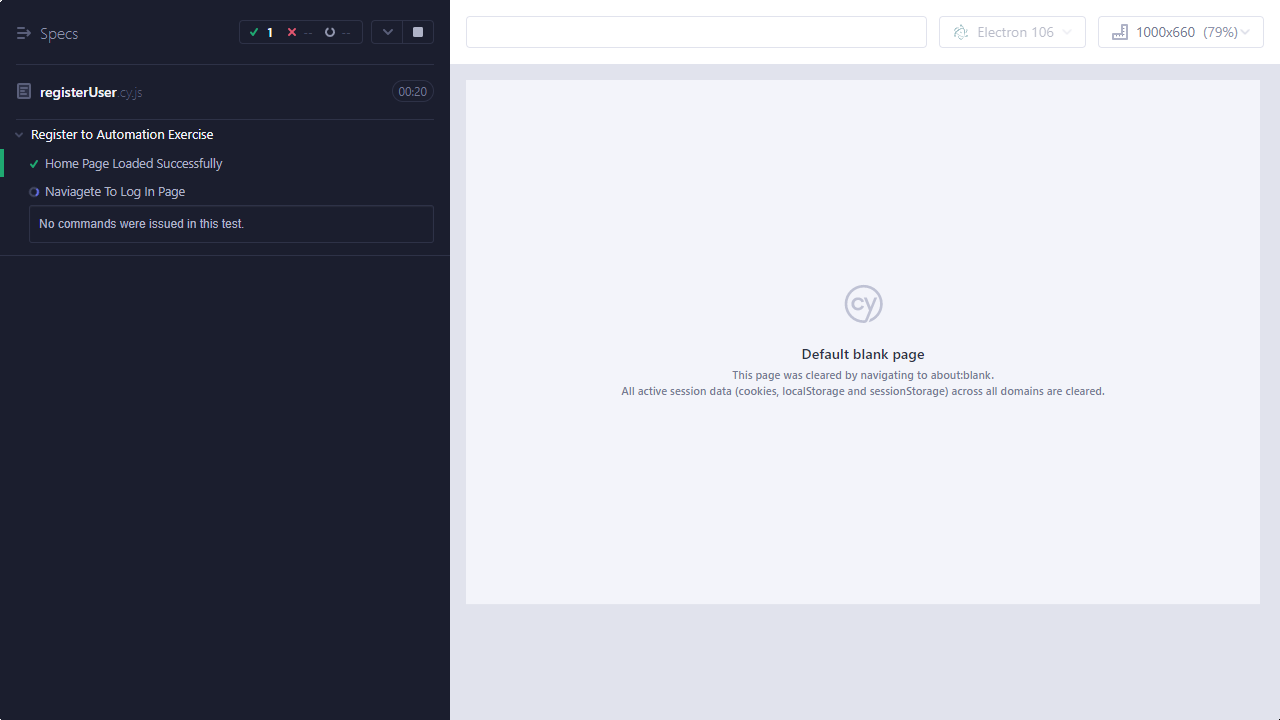 Specs
1 -- --
registerUser.cy.js
00:20
Register to Automation Exercise
Home Page Loaded Successfully
Naviagete To Log In Page
No commands were issued in this test.
Electron 106
1000x660 (79%)
cy
Default blank page
This page was cleared by navigating to about:blank.
All active session data (cookies, localStorage and sessionStorage) across all domains are cleared.